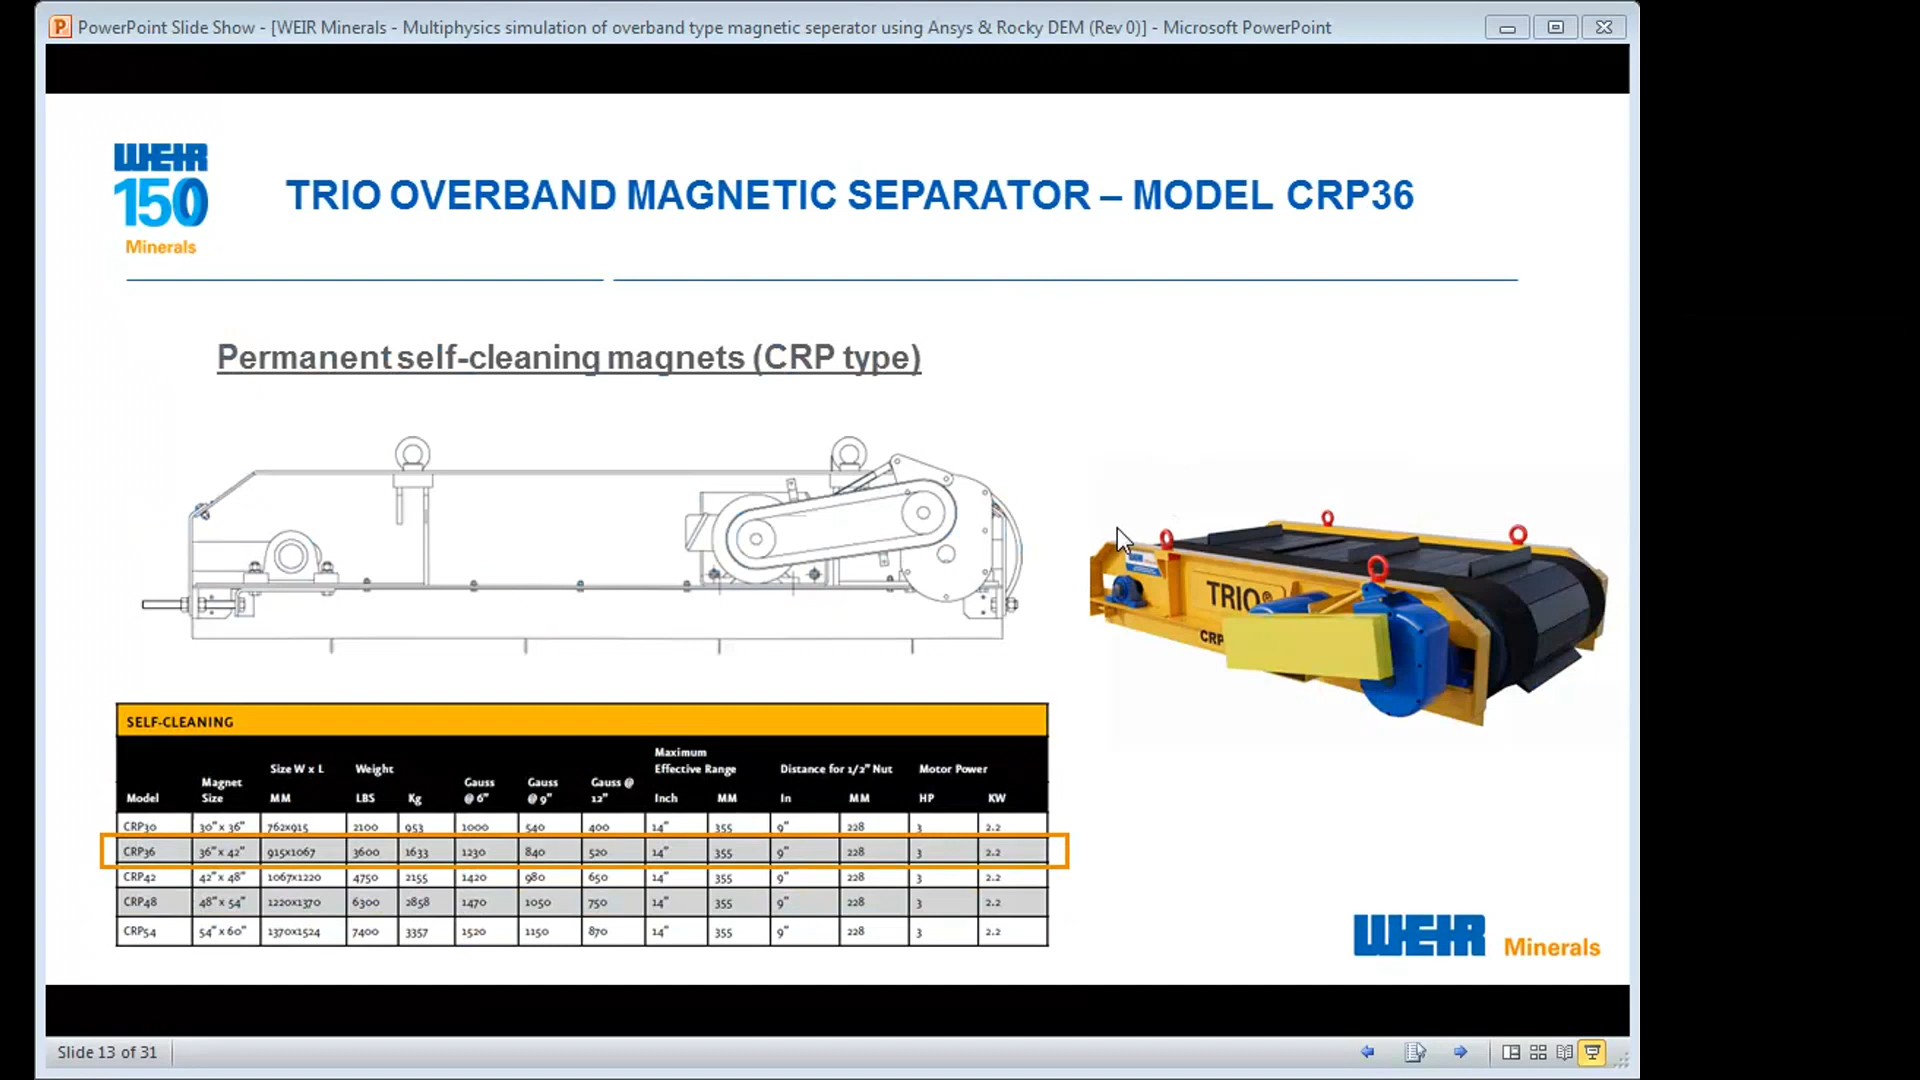 PowerPoint Slide Show - [WEIR Minerals - Multiphysics simulation of overband type magnetic seperator using Ansys & Rocky DEM (Rev 0)] - Microsoft PowerPoint
WEIR
150
Minerals
TRIO OVERBAND MAGNETIC SEPARATOR – MODEL CRP36
Permanent self-cleaning magnets (CRP type)
TRIO®
CRP
SELF-CLEANING
Model Magnet Size Size W x L MM Weight LBS Kg Gauss @ 6" Gauss @ 9" Gauss @ 12" Maximum Effective Range Inch MM Distance for 1/2" Nut In MM Motor Power HP KW
CRP30 30" x 36" 762x915 2100 953 1000 540 400 14" 355 9" 228 3 2.2
CRP36 36" x 42" 915x1067 3600 1633 1230 840 520 14" 355 9" 228 3 2.2
CRP42 42" x 48" 1067x1220 4750 2155 1420 980 650 14" 355 9" 228 3 2.2
CRP48 48" x 54" 1220x1370 6300 2858 1470 1050 750 14" 355 9" 228 3 2.2
CRP54 54" x 60" 1370x1524 7400 3357 1520 1150 870 14" 355 9" 228 3 2.2
WEIR Minerals
Slide 13 of 31